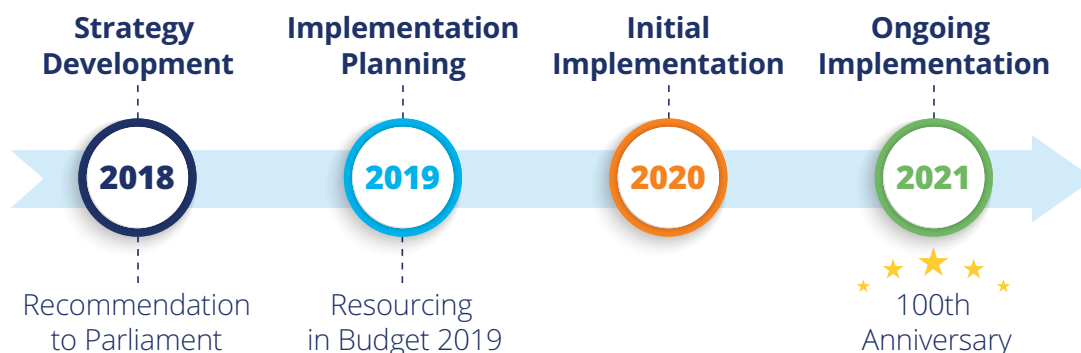 Strategy
Development
Implementation
Planning
Initial
Implementation
Ongoing
Implementation
2018
2019
2020
2021
Recommendation
to Parliament
Resourcing
in Budget 2019
100th
Anniversary